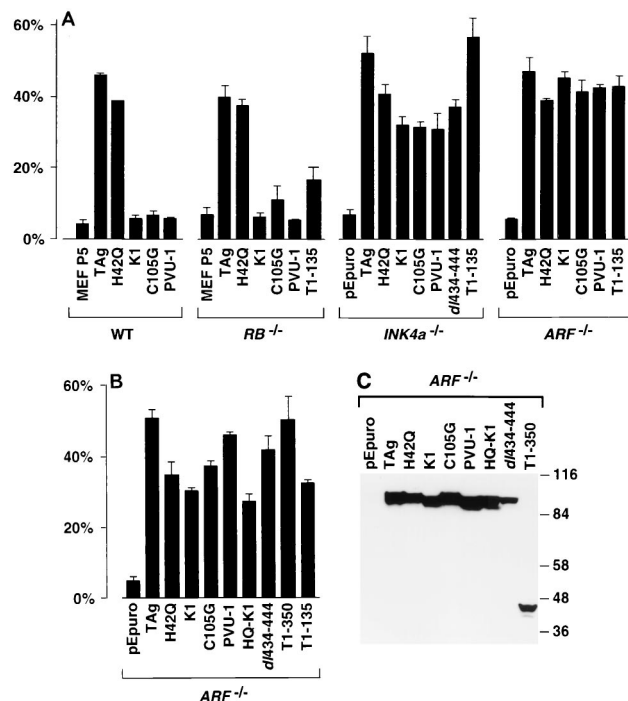 A
60%
40%
20%
0%
MEF P5
TAg
H42Q
K1
C105G
PVU-1
WT
MEF P5
TAg
H42Q
K1
C105G
PVU-1
T1-135
RB -/-
pEpuro
TAg
H42Q
K1
C105G
PVU-1
dl434-444
T1-135
INK4a -/-
pEpuro
TAg
H42Q
K1
C105G
PVU-1
T1-135
ARF -/-
B
60%
40%
20%
0%
pEpuro
TAg
H42Q
K1
C105G
PVU-1
HQ-K1
dl434-444
T1-350
T1-135
ARF -/-
C
ARF -/-
pEpuro
TAg
H42Q
K1
C105G
PVU-1
HQ-K1
dl434-444
T1-350
- 116
- 84
- 58
- 48
- 36